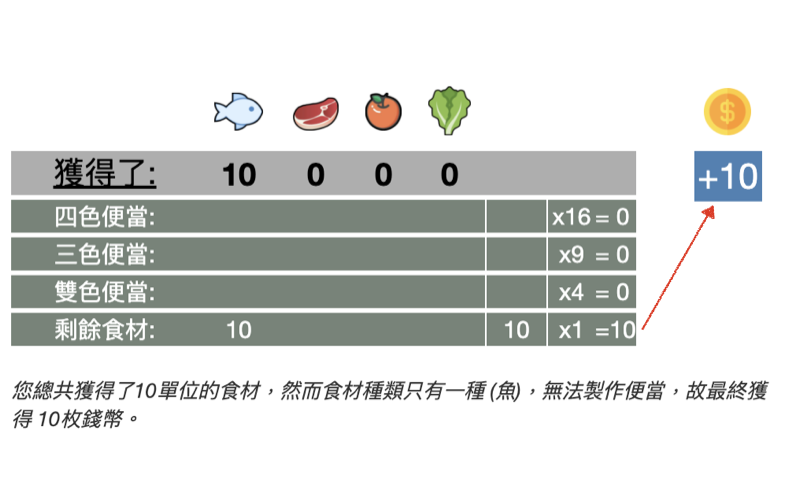 $
獲得了: 10 0 0 0 +10
四色便當: x16 = 0
三色便當: x9 = 0
雙色便當: x4 = 0
剩餘食材: 10 10 x1 =10
您總共獲得了10單位的食材，然而食材種類只有一種 (魚)，無法製作便當，故最終獲
得 10枚錢幣。